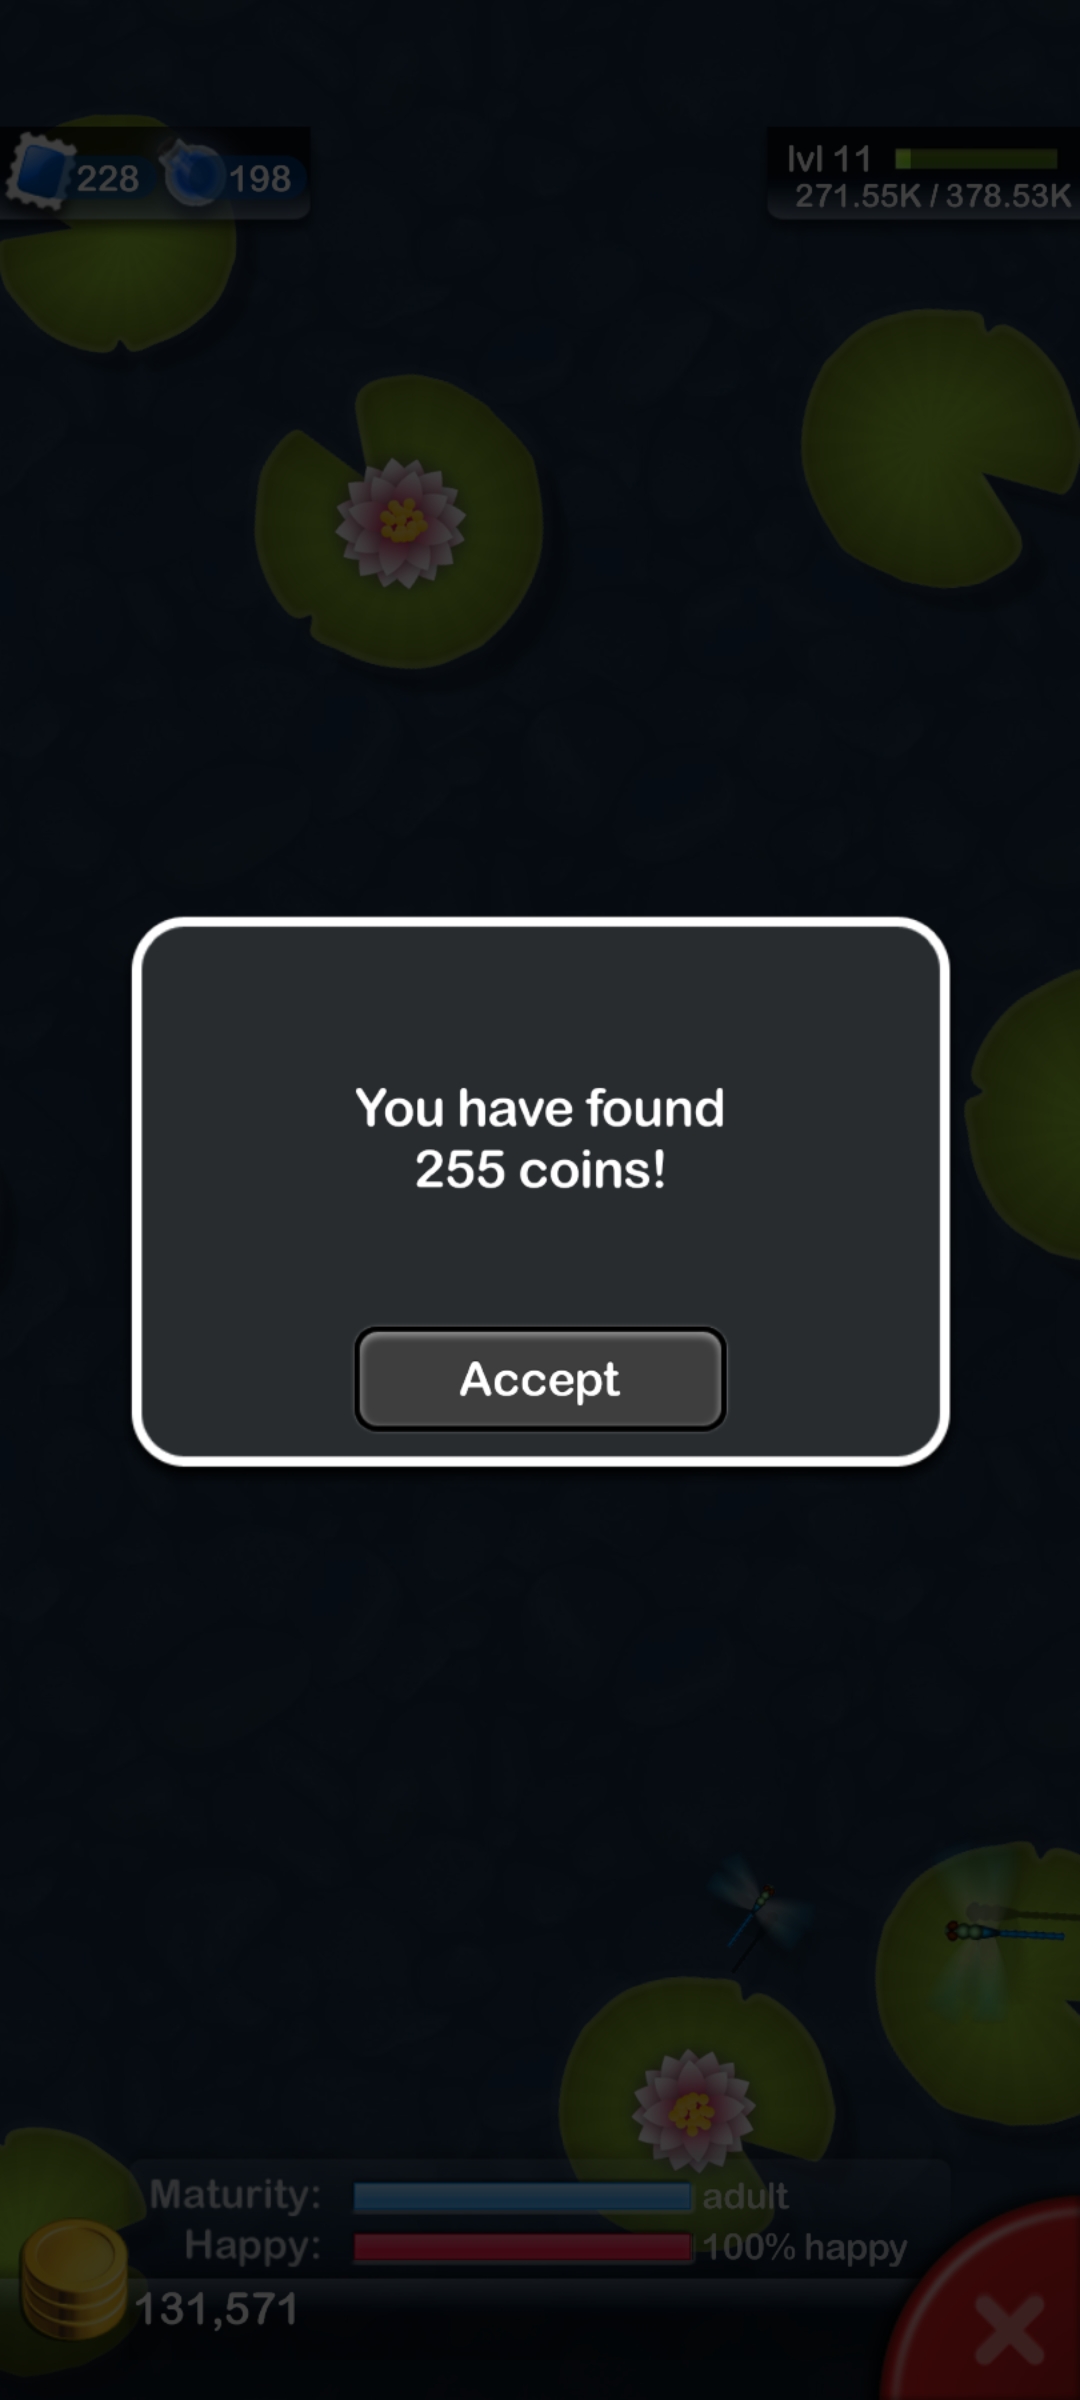 228 198
lvl 11
271.55K / 378.53K
You have found
255 coins!
Accept
Maturity: adult
Happy: 100% happy
131,571